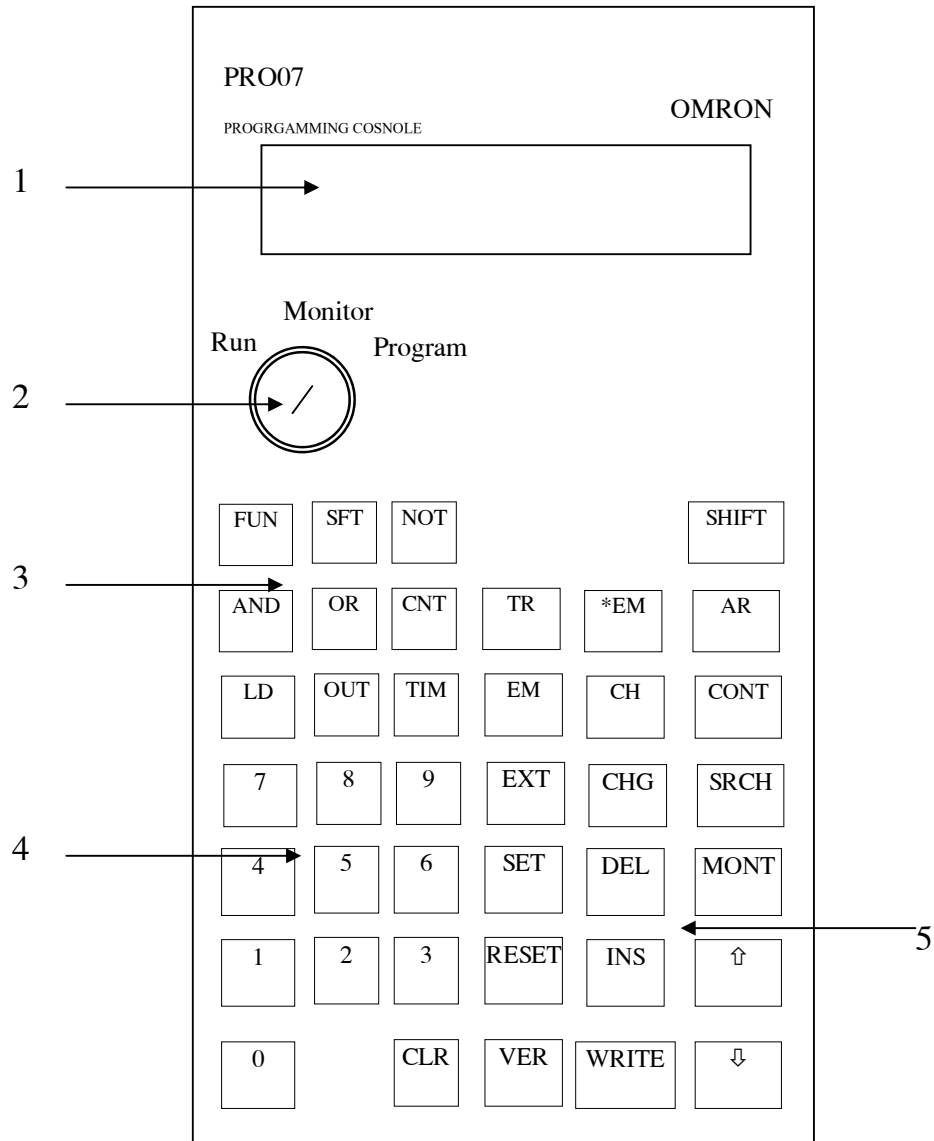 PRO07
OMRON
PROGRGAMMING COSNOLE
1
Monitor
Run
Program
2
FUN SFT NOT SHIFT
3
AND OR CNT TR *EM AR
LD OUT TIM EM CH CONT
7 8 9 EXT CHG SRCH
4
4 5 6 SET DEL MONT
5
1 2 3 RESET INS ⇧
0 CLR VER WRITE ⇩